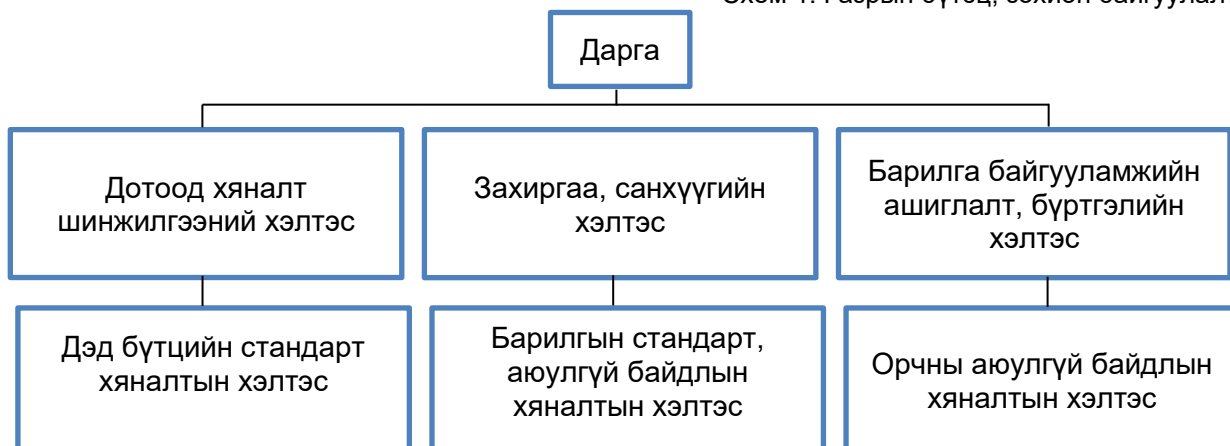 Дарга
Дотоод хяналт
шинжилгээний хэлтэс
Захиргаа, санхүүгийн
хэлтэс
Барилга байгууламжийн
ашиглалт, бүртгэлийн
хэлтэс
Дэд бүтцийн стандарт
хяналтын хэлтэс
Барилгын стандарт,
аюулгүй байдлын
хяналтын хэлтэс
Орчны аюулгүй байдлын
хяналтын хэлтэс